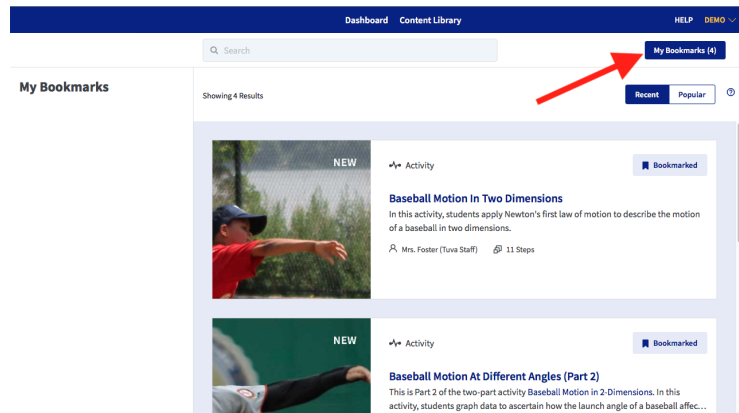 Dashboard Content Library HELP DEMO
Search
My Bookmarks (4)
My Bookmarks
Showing 4 Results
Recent Popular
NEW
Activity
Bookmarked
Baseball Motion In Two Dimensions
In this activity, students apply Newton's first law of motion to describe the motion
of a baseball in two dimensions.
Mrs. Foster (Tuva Staff) 11 Steps
NEW
Activity
Bookmarked
Baseball Motion At Different Angles (Part 2)
This is Part 2 of the two-part activity Baseball Motion in 2-Dimensions. In this
activity, students graph data to ascertain how the launch angle of a baseball affec...